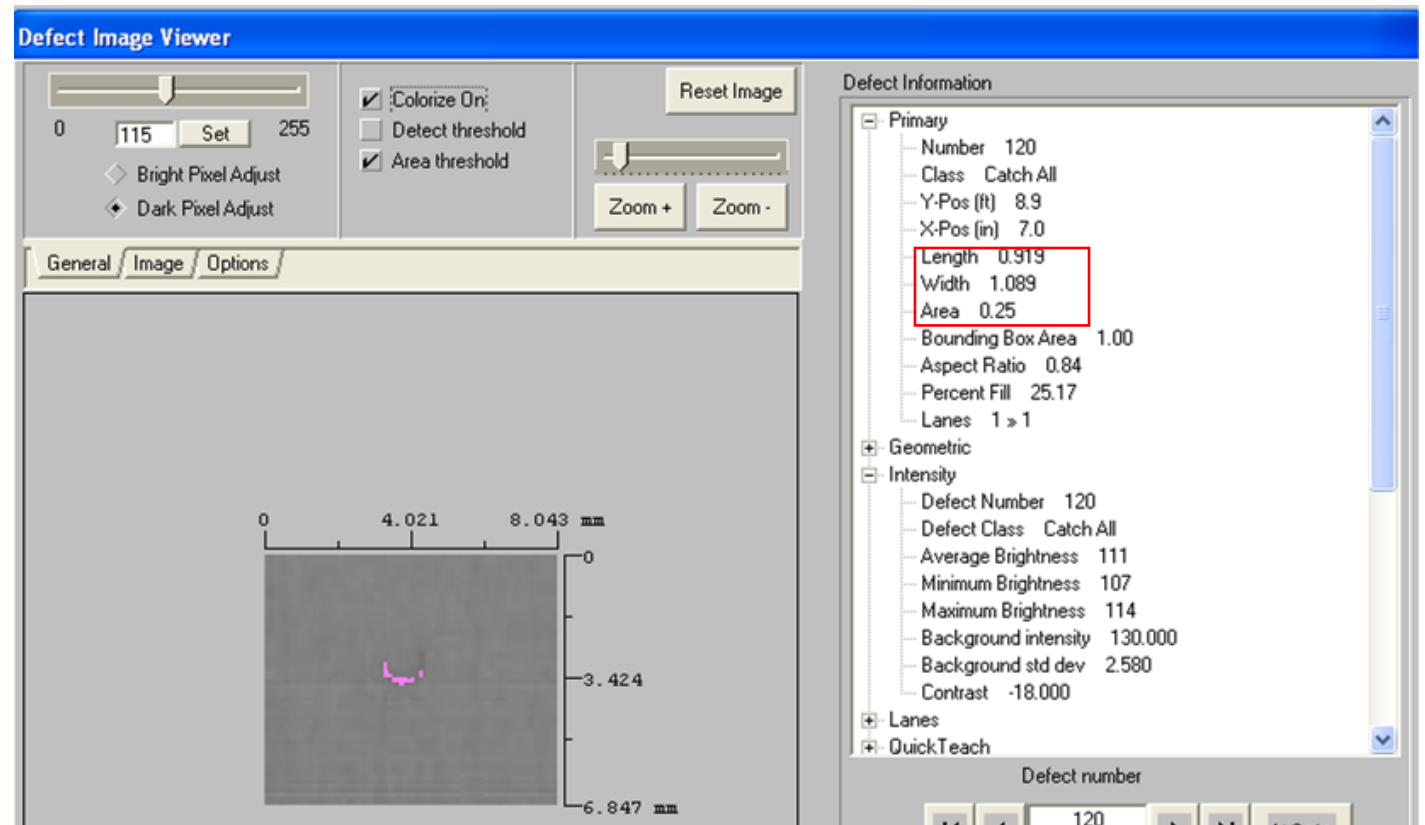 Defect Image Viewer
0 115 Set 255
Bright Pixel Adjust
Dark Pixel Adjust
Colorize On
Detect threshold
Area threshold
Reset Image
Zoom + Zoom -
General Image Options
0 4.021 8.043 mm
0
3.424
6.847 mm
Defect Information
Primary
Number 120
Class Catch All
Y-Pos (ft) 8.9
X-Pos (in) 7.0
Length 0.919
Width 1.089
Area 0.25
Bounding Box Area 1.00
Aspect Ratio 0.84
Percent Fill 25.17
Lanes 1 » 1
Geometric
Intensity
Defect Number 120
Defect Class Catch All
Average Brightness 111
Minimum Brightness 107
Maximum Brightness 114
Background intensity 130.000
Background std dev 2.580
Contrast -18.000
Lanes
QuickTeach
Defect number
120